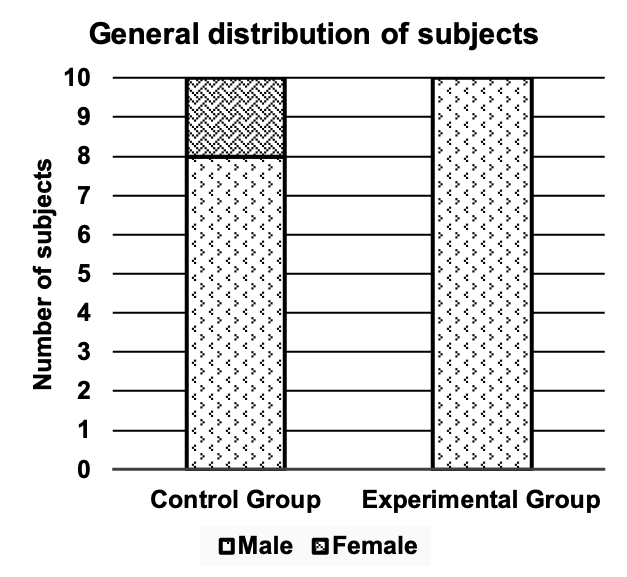 General distribution of subjects
Number of subjects
10
9
8
7
6
5
4
3
2
1
0
Control Group Experimental Group
Male Female